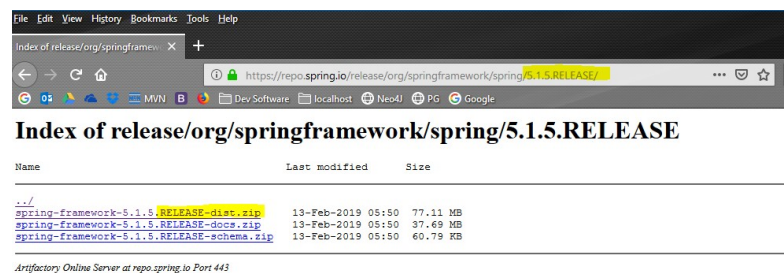 File Edit View History Bookmarks Tools Help
Index of release/org/springframew
https://repo.spring.io/release/org/springframework/spring/5.1.5.RELEASE/
MVN B Dev Software localhost Neo4J PG Google
Index of release/org/springframework/spring/5.1.5.RELEASE
Name Last modified Size
../
spring-framework-5.1.5.RELEASE-dist.zip 13-Feb-2019 05:50 77.11 MB
spring-framework-5.1.5.RELEASE-docs.zip 13-Feb-2019 05:50 37.69 MB
spring-framework-5.1.5.RELEASE-schema.zip 13-Feb-2019 05:50 60.79 KB
Artifactory Online Server at repo.spring.io Port 443